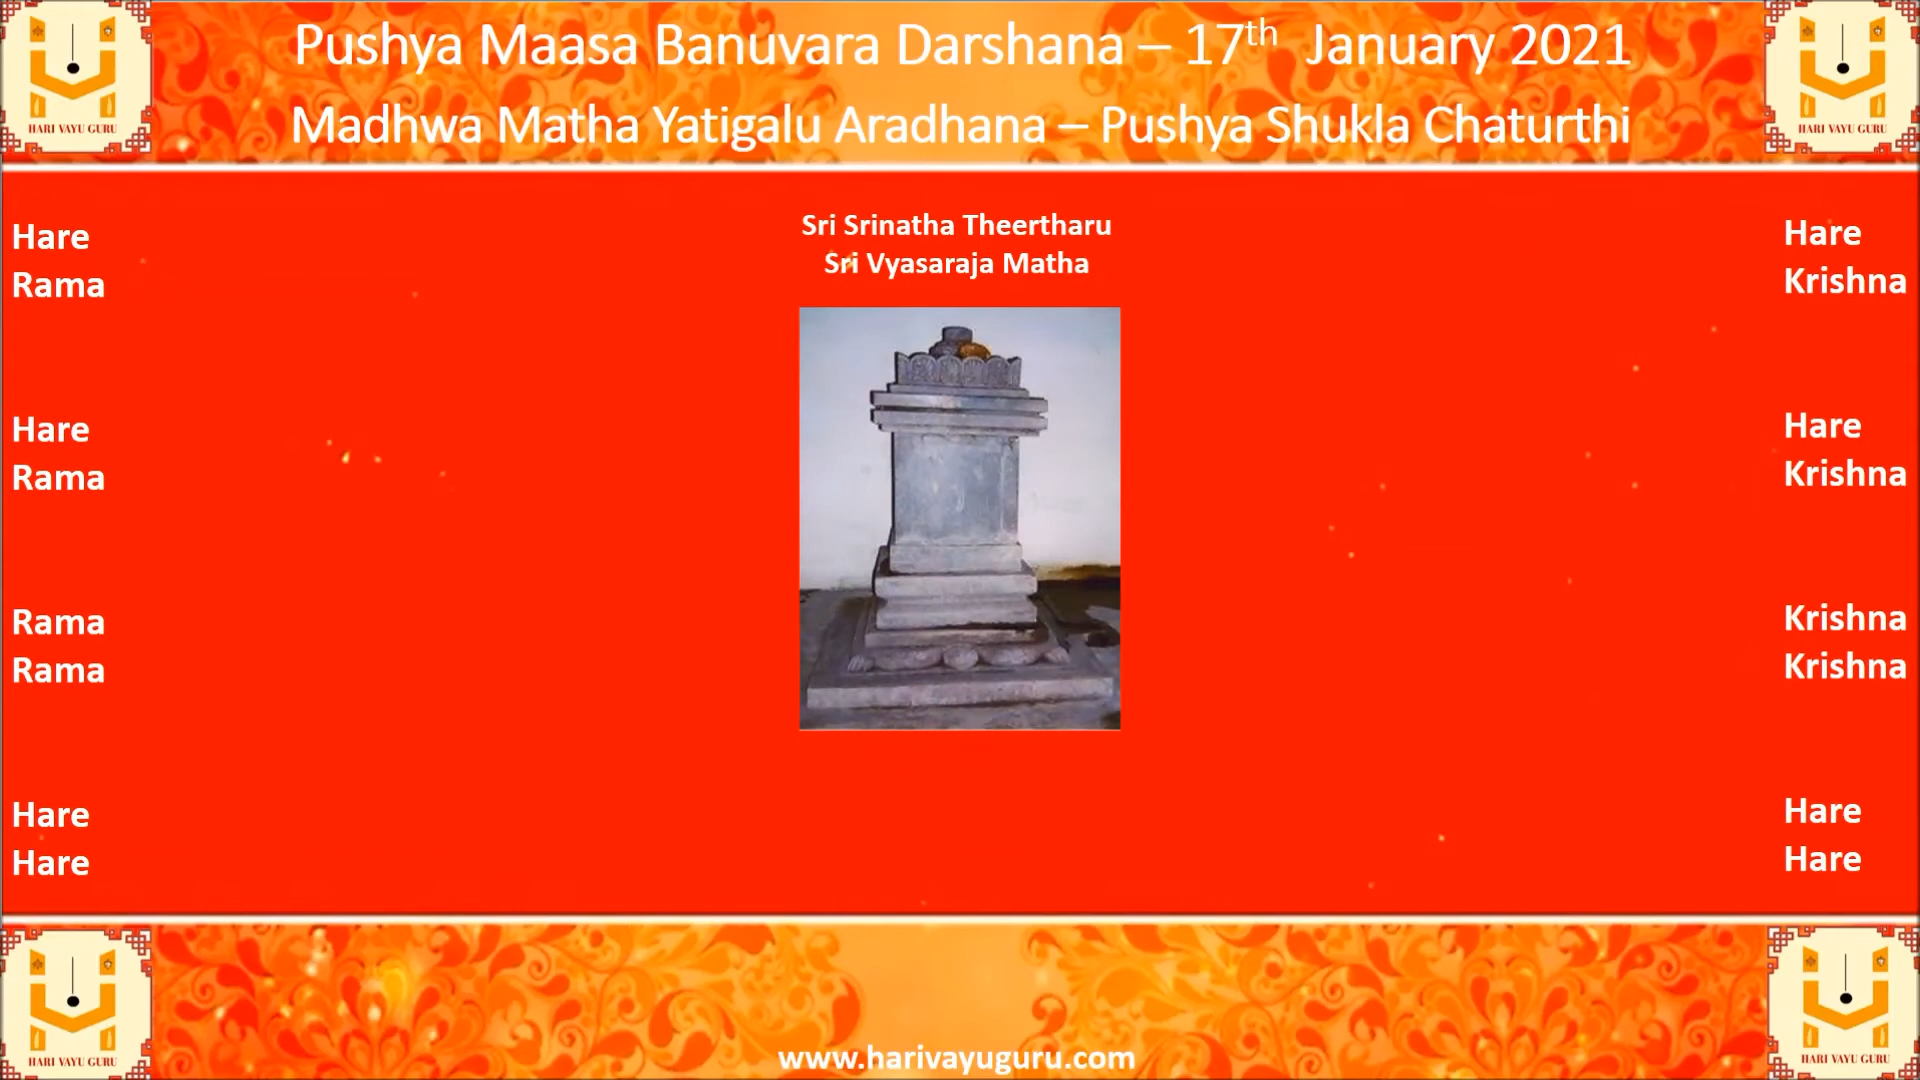 Pushya Maasa Banuvara Darshana – 17th January 2021
Madhwa Matha Yatigalu Aradhana – Pushya Shukla Chaturthi
HARI VAYU GURU
HARI VAYU GURU
Sri Srinatha Theertharu
Sri Vyasaraja Matha
Hare
Rama
Hare
Rama
Rama
Rama
Hare
Hare
Hare
Krishna
Hare
Krishna
Krishna
Krishna
Hare
Hare
HARI VAYU GURU
www.harivayuguru.com
HARI VAYU GURU